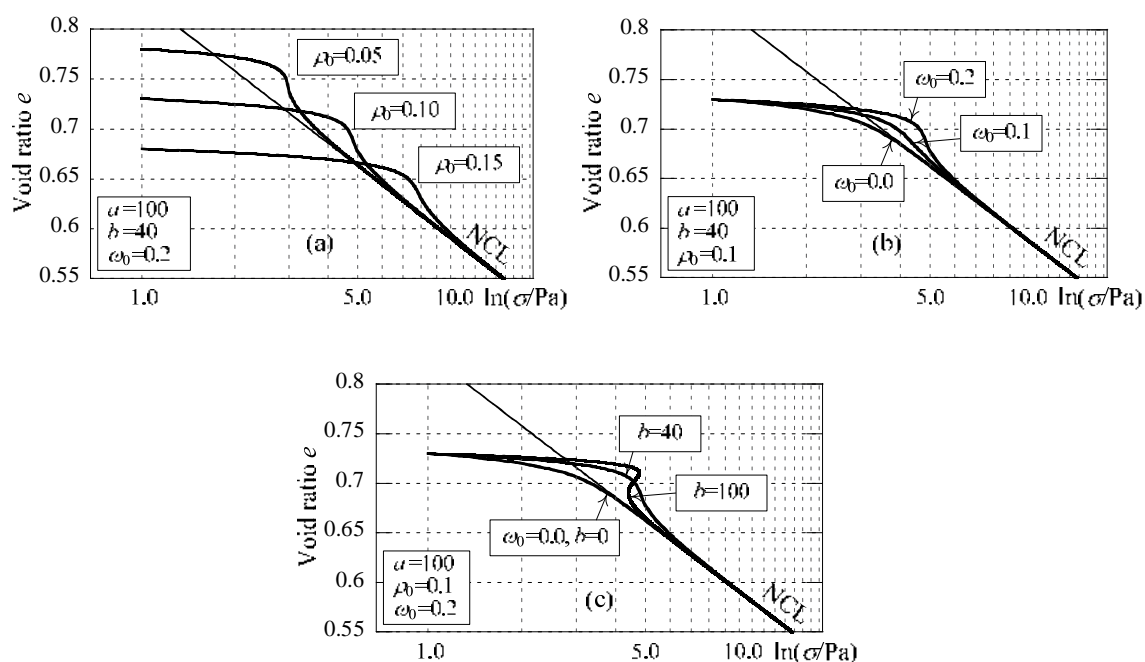 0.8
0.75
0.7
0.65
0.6
0.55
Void ratio e
ρ₀=0.05
ρ₀=0.10
ρ₀=0.15
a=100
b=40
ω₀=0.2
(a)
NCL
1.0
5.0
10.0
ln(σ/Pa)
0.8
0.75
0.7
0.65
0.6
0.55
Void ratio e
ω₀=0.2
ω₀=0.1
ω₀=0.0
a=100
b=40
ρ₀=0.1
(b)
NCL
1.0
5.0
10.0
ln(σ/Pa)
0.8
0.75
0.7
0.65
0.6
0.55
Void ratio e
b=40
b=100
ω₀=0.0, b=0
a=100
ρ₀=0.1
ω₀=0.2
(c)
NCL
1.0
5.0
10.0
ln(σ/Pa)